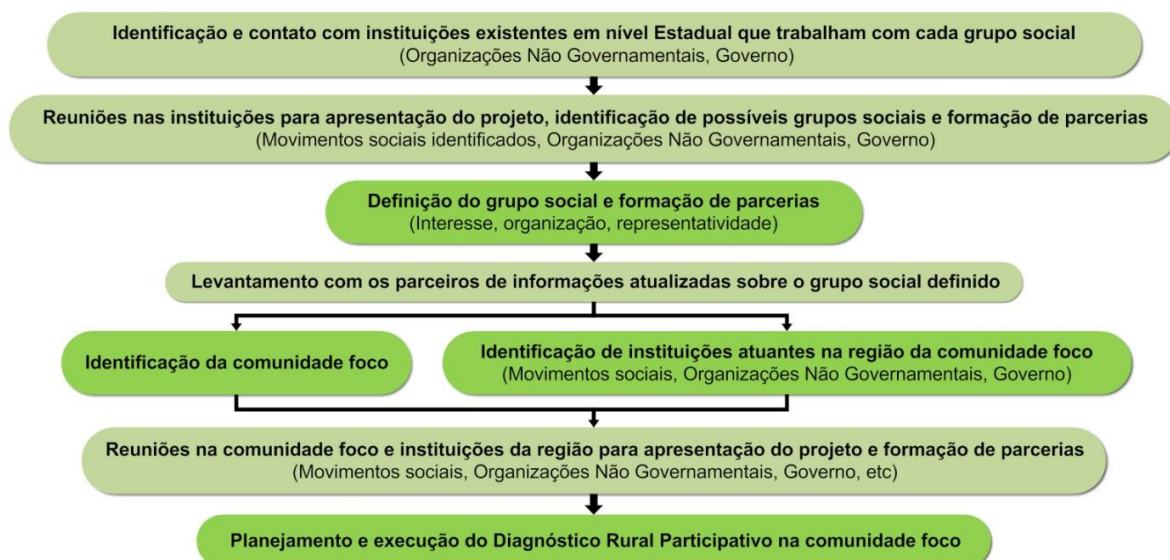 Identificação e contato com instituições existentes em nível Estadual que trabalham com cada grupo social
(Organizações Não Governamentais, Governo)
Reuniões nas instituições para apresentação do projeto, identificação de possíveis grupos sociais e formação de parcerias
(Movimentos sociais identificados, Organizações Não Governamentais, Governo)
Definição do grupo social e formação de parcerias
(Interesse, organização, representatividade)
Levantamento com os parceiros de informações atualizadas sobre o grupo social definido
Identificação da comunidade foco
Identificação de instituições atuantes na região da comunidade foco
(Movimentos sociais, Organizações Não Governamentais, Governo)
Reuniões na comunidade foco e instituições da região para apresentação do projeto e formação de parcerias
(Movimentos sociais, Organizações Não Governamentais, Governo, etc)
Planejamento e execução do Diagnóstico Rural Participativo na comunidade foco